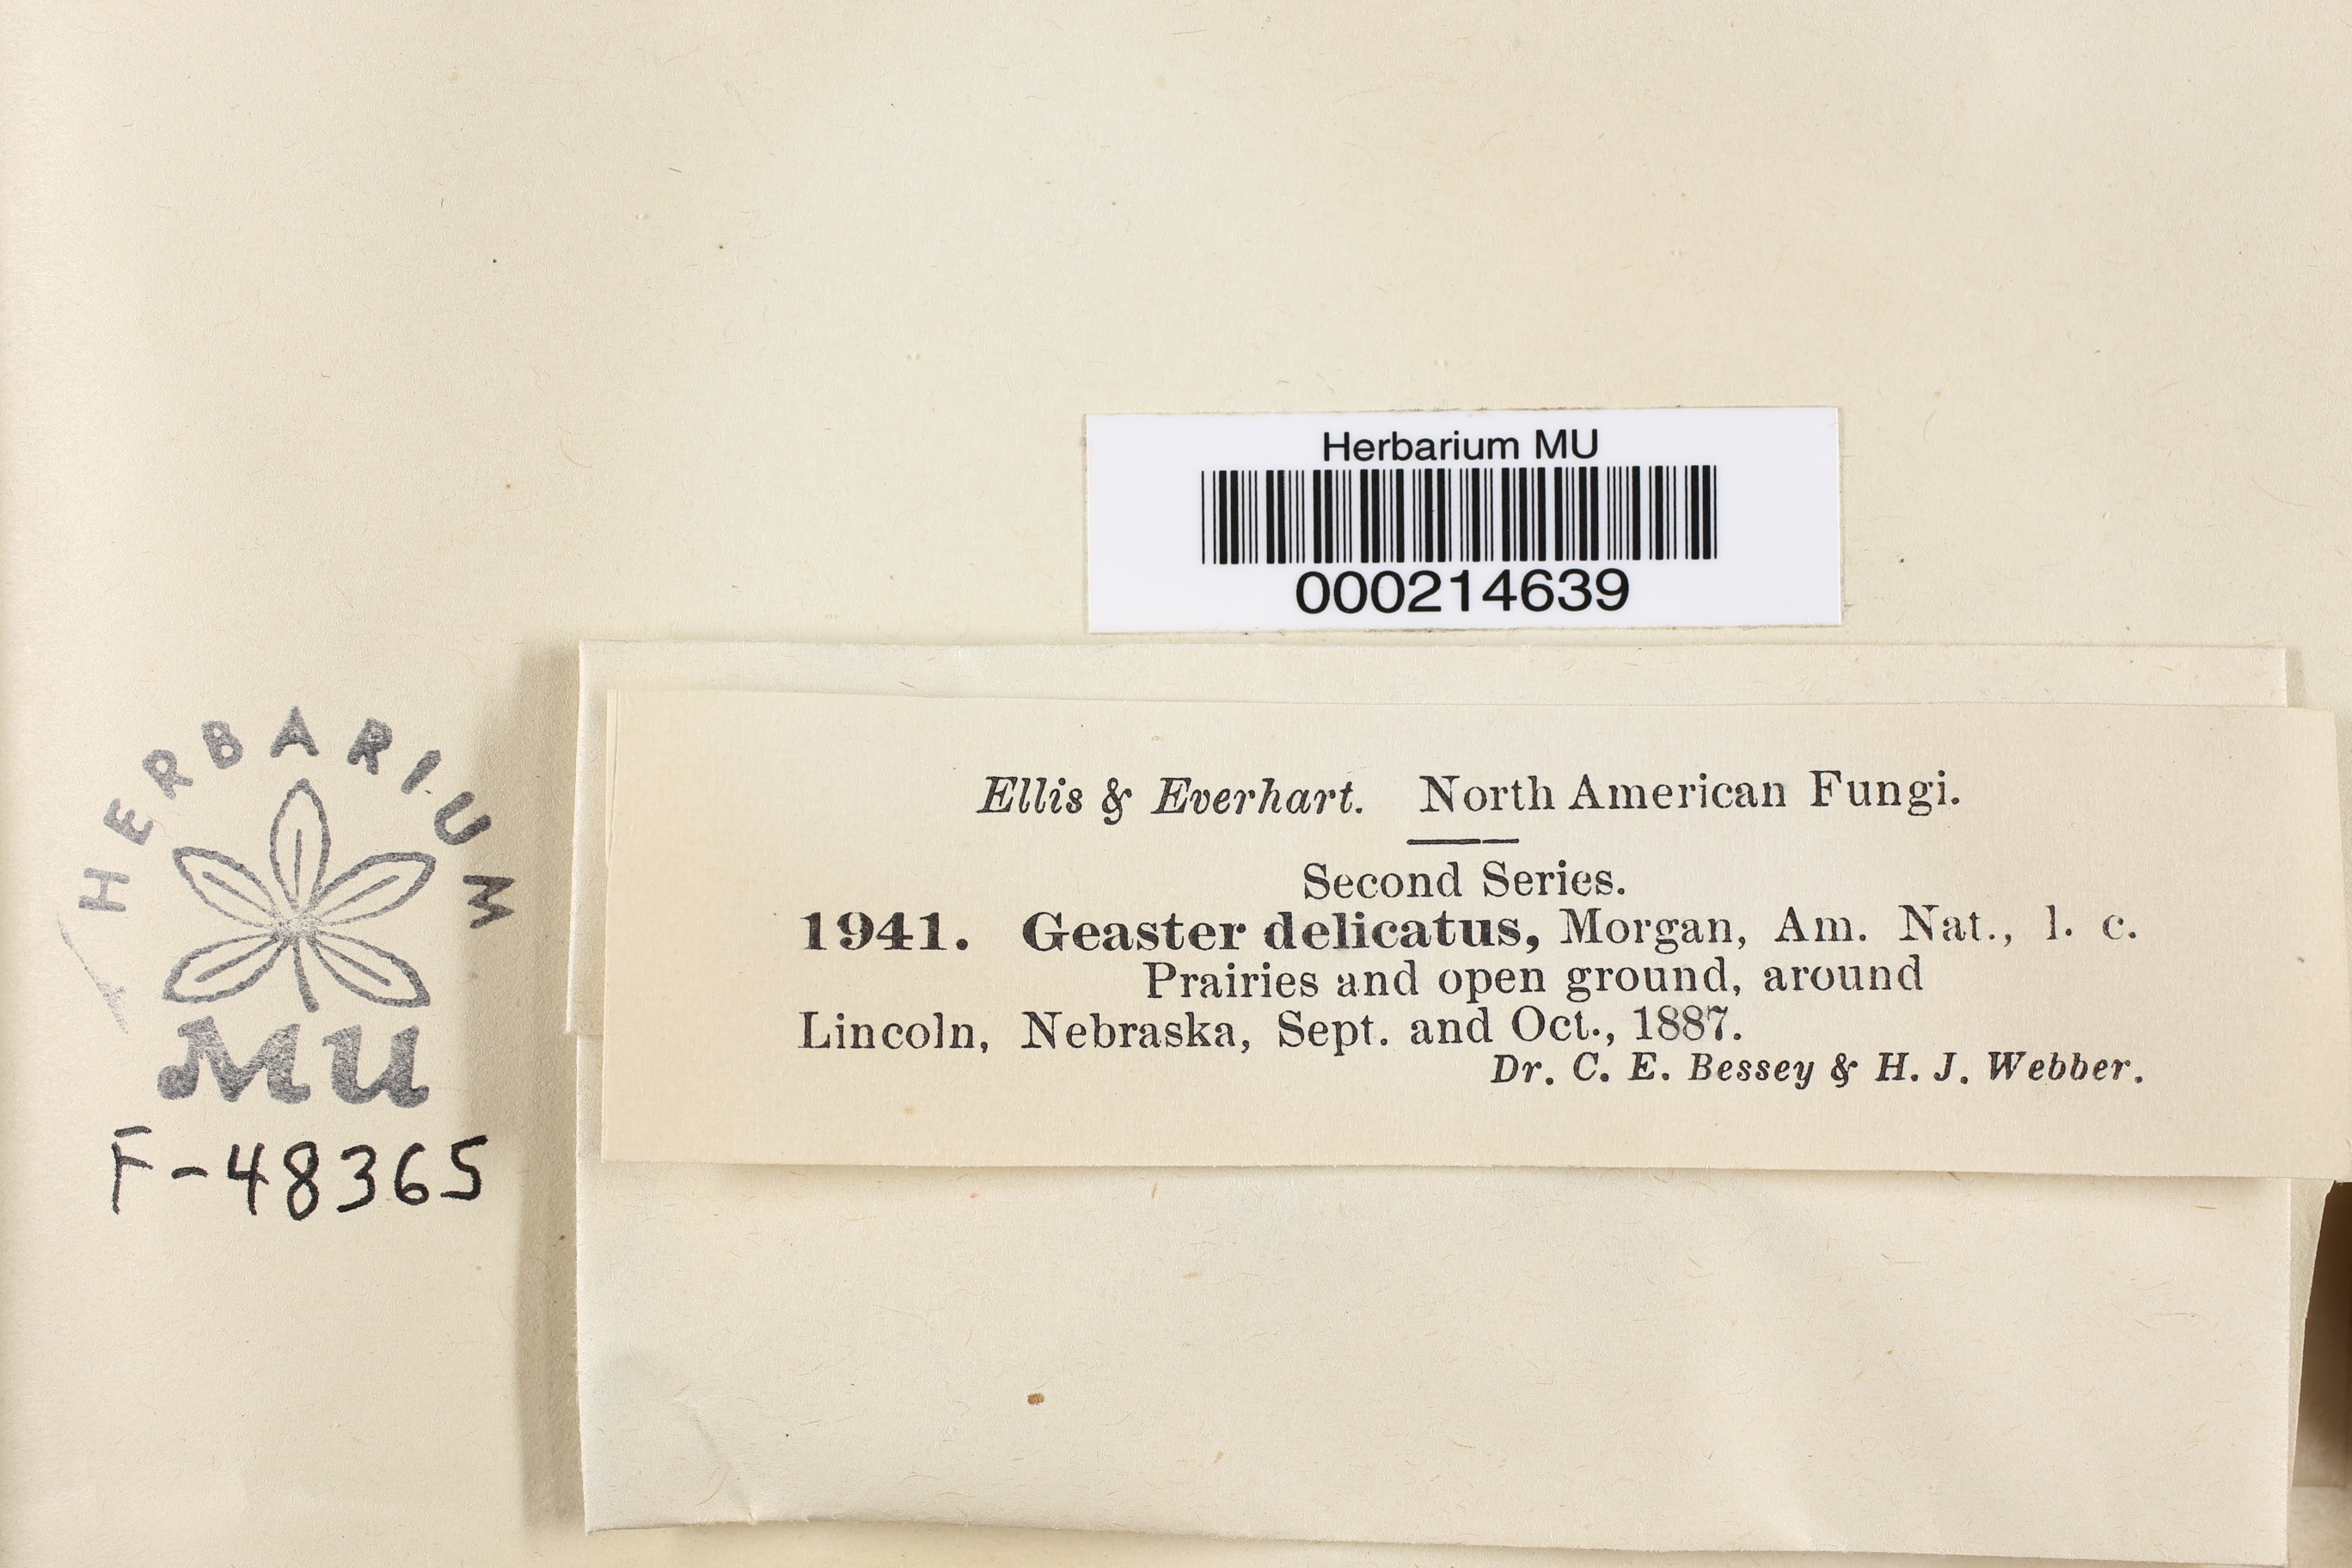 Herbarium MU
000214639
HERBARIUM
MU
F-48365
Ellis & Everhart. North American Fungi.
Second Series.
1941. Geaster delicatus, Morgan, Am. Nat., l. c.
Prairies and open ground, around
Lincoln, Nebraska, Sept. and Oct., 1887.
Dr. C. E. Bessey & H. J. Webber.